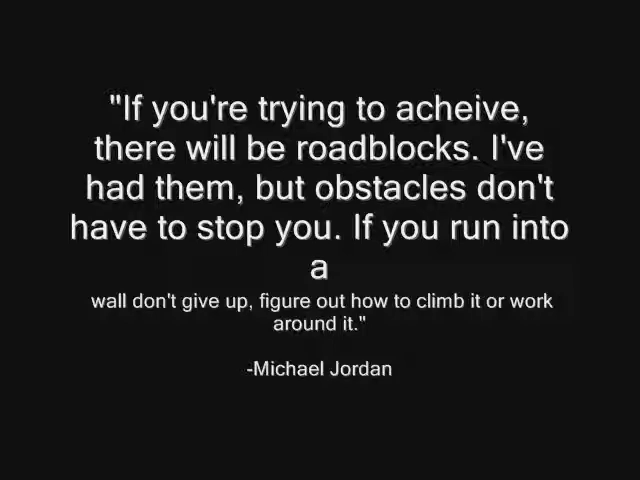 "If you're trying to acheive,
there will be roadblocks. I've
had them, but obstacles don't
have to stop you. If you run into
a
wall don't give up, figure out how to climb it or work
around it."
-Michael Jordan